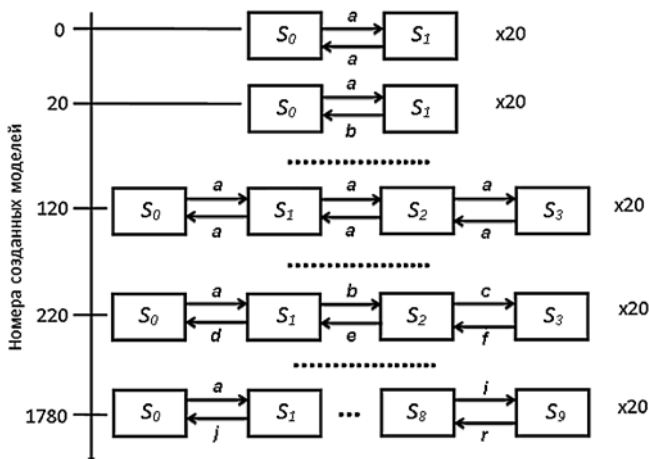 Номера созданных моделей
a
0 S₀ S₁ x20
a
a
20 S₀ S₁ x20
b
a a a
120 S₀ S₁ S₂ S₃ x20
a a a
a b c
220 S₀ S₁ S₂ S₃ x20
d e f
a i
1780 S₀ S₁ ... S₈ S₉ x20
j r